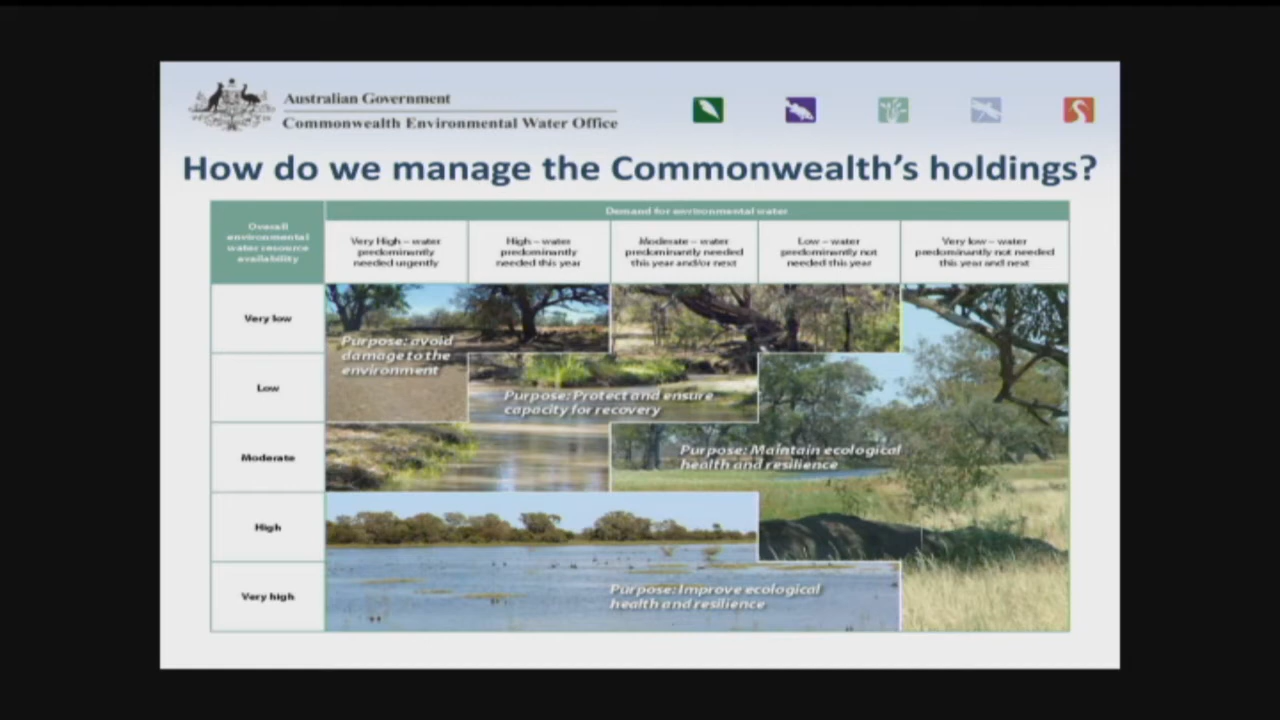 Australian Government
Commonwealth Environmental Water Office
How do we manage the Commonwealth's holdings?
Overall
environmental
water resource
availability
Demand for environmental water
Very High – water
predominantly
needed urgently
High – water
predominantly
needed this year
Moderate – water
predominantly needed
this year and/or next
Low – water
predominantly not
needed this year
Very low – water
predominantly not needed
this year and next
Very low
Purpose: avoid
damage to the
environment
Low
Purpose: Protect and ensure
capacity for recovery
Moderate
Purpose: Maintain ecological
health and resilience
High
Very high
Purpose: Improve ecological
health and resilience